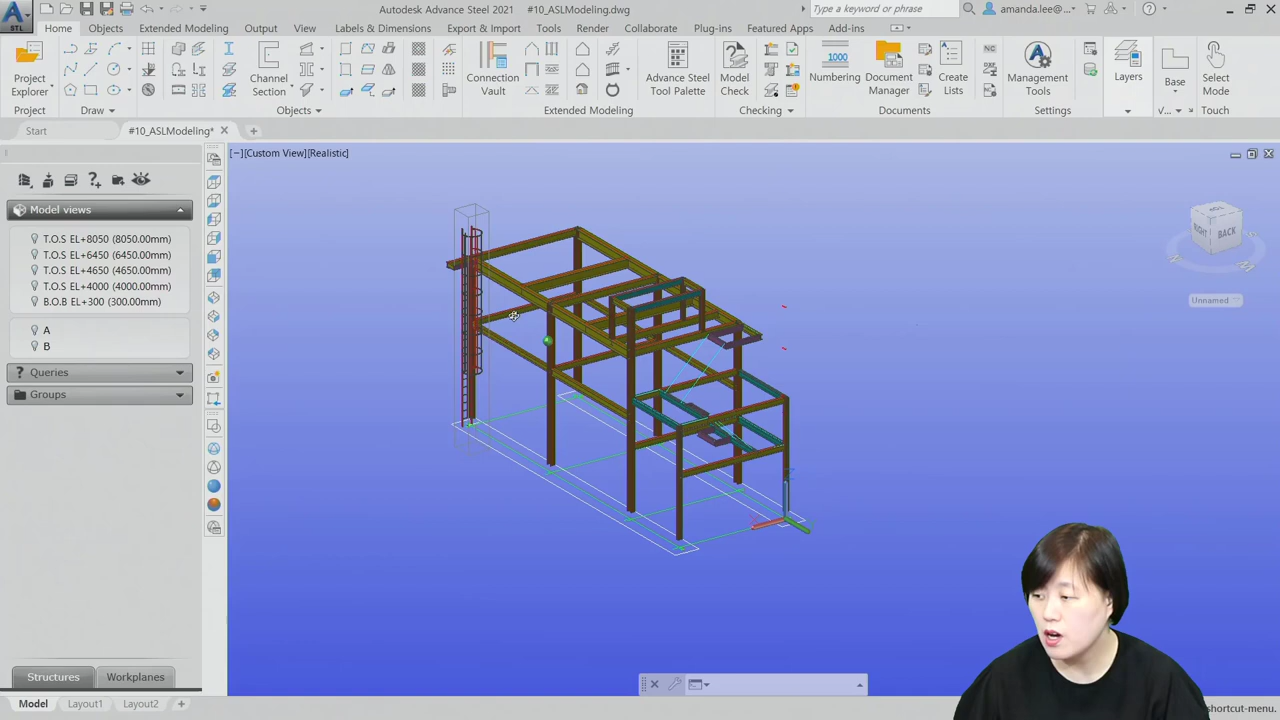 A
STL
Autodesk Advance Steel 2021 #10_ASLModeling.dwg
Type a keyword or phrase
amanda.lee@...
Home Objects Extended Modeling Output View Labels & Dimensions Export & Import Tools Render Collaborate Plug-ins Featured Apps Add-ins
Project Explorer
Channel Section
Connection Vault
Advance Steel Tool Palette
Model Check
1000
Numbering
Document Manager
Create Lists
NC
Management Tools
Layers
Base
Select Mode
Project Draw Objects Extended Modeling Checking Documents Settings V... Touch
Start #10_ASLModeling*
[−][Custom View][Realistic]
Model views
T.O.S EL+8050 (8050.00mm)
T.O.S EL+6450 (6450.00mm)
T.O.S EL+4650 (4650.00mm)
T.O.S EL+4000 (4000.00mm)
B.O.B EL+300 (300.00mm)
A
B
Queries
Groups
TOP
RIGHT BACK
Unnamed
Structures Workplanes
Model Layout1 Layout2
shortcut-menu.